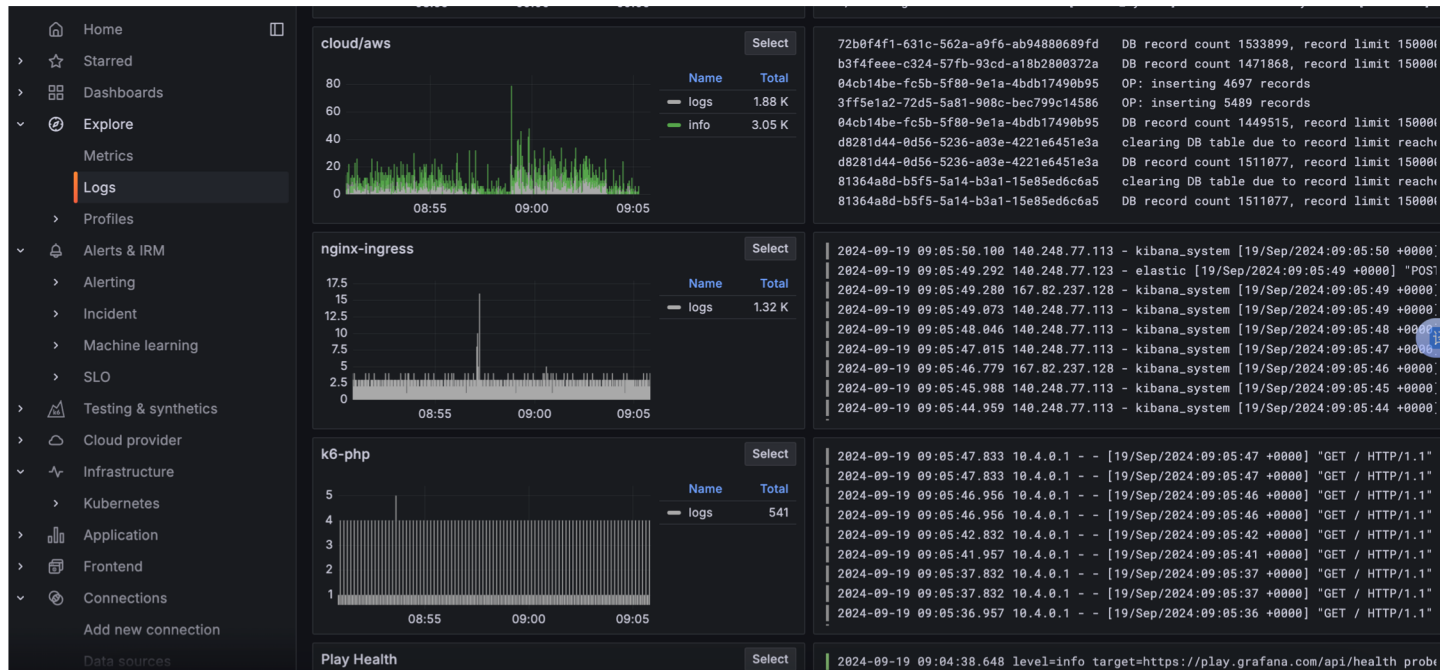 Home
Starred
Dashboards
Explore
Metrics
Logs
Profiles
Alerts & IRM
Alerting
Incident
Machine learning
SLO
Testing & synthetics
Cloud provider
Infrastructure
Kubernetes
Application
Frontend
Connections
Add new connection
Data sources
cloud/aws
Select
80
60
40
20
0
08:55 09:00 09:05
Name Total
logs 1.88 K
info 3.05 K
72b0f4f1-631c-562a-a9f6-ab94880689fd DB record count 1533899, record limit 15000
b3f4feee-c324-57fb-93cd-a18b2800372a DB record count 1471868, record limit 15000
04cb14be-fc5b-5f80-9e1a-4bdb17490b95 OP: inserting 4697 records
3ff5e1a2-72d5-5a81-908c-bec799c14586 OP: inserting 5489 records
04cb14be-fc5b-5f80-9e1a-4bdb17490b95 DB record count 1449515, record limit 15000
d8281d44-0d56-5236-a03e-4221e6451e3a clearing DB table due to record limit reach
d8281d44-0d56-5236-a03e-4221e6451e3a DB record count 1511077, record limit 15000
81364a8d-b5f5-5a14-b3a1-15e85ed6c6a5 clearing DB table due to record limit reach
81364a8d-b5f5-5a14-b3a1-15e85ed6c6a5 DB record count 1511077, record limit 15000
nginx-ingress
Select
17.5
15
12.5
10
7.5
5
2.5
0
08:55 09:00 09:05
Name Total
logs 1.32 K
2024-09-19 09:05:50.100 140.248.77.113 - kibana_system [19/Sep/2024:09:05:50 +0000]
2024-09-19 09:05:49.292 140.248.77.123 - elastic [19/Sep/2024:09:05:49 +0000] "POST
2024-09-19 09:05:49.280 167.82.237.128 - kibana_system [19/Sep/2024:09:05:49 +0000]
2024-09-19 09:05:49.073 140.248.77.113 - kibana_system [19/Sep/2024:09:05:49 +0000]
2024-09-19 09:05:48.046 140.248.77.113 - kibana_system [19/Sep/2024:09:05:48 +0000
2024-09-19 09:05:47.015 140.248.77.113 - kibana_system [19/Sep/2024:09:05:47 +0000
2024-09-19 09:05:46.779 167.82.237.128 - kibana_system [19/Sep/2024:09:05:46 +0000]
2024-09-19 09:05:45.988 140.248.77.113 - kibana_system [19/Sep/2024:09:05:45 +0000]
2024-09-19 09:05:44.959 140.248.77.113 - kibana_system [19/Sep/2024:09:05:44 +0000]
k6-php
Select
5
4
3
2
1
08:55 09:00 09:05
Name Total
logs 541
2024-09-19 09:05:47.833 10.4.0.1 - - [19/Sep/2024:09:05:47 +0000] "GET / HTTP/1.1"
2024-09-19 09:05:47.833 10.4.0.1 - - [19/Sep/2024:09:05:47 +0000] "GET / HTTP/1.1"
2024-09-19 09:05:46.956 10.4.0.1 - - [19/Sep/2024:09:05:46 +0000] "GET / HTTP/1.1"
2024-09-19 09:05:46.956 10.4.0.1 - - [19/Sep/2024:09:05:46 +0000] "GET / HTTP/1.1"
2024-09-19 09:05:42.832 10.4.0.1 - - [19/Sep/2024:09:05:42 +0000] "GET / HTTP/1.1"
2024-09-19 09:05:41.957 10.4.0.1 - - [19/Sep/2024:09:05:41 +0000] "GET / HTTP/1.1"
2024-09-19 09:05:37.832 10.4.0.1 - - [19/Sep/2024:09:05:37 +0000] "GET / HTTP/1.1"
2024-09-19 09:05:37.832 10.4.0.1 - - [19/Sep/2024:09:05:37 +0000] "GET / HTTP/1.1"
2024-09-19 09:05:36.957 10.4.0.1 - - [19/Sep/2024:09:05:36 +0000] "GET / HTTP/1.1"
Play Health
Select
2024-09-19 09:04:38.648 level=info target=https://play.grafana.com/api/health probe